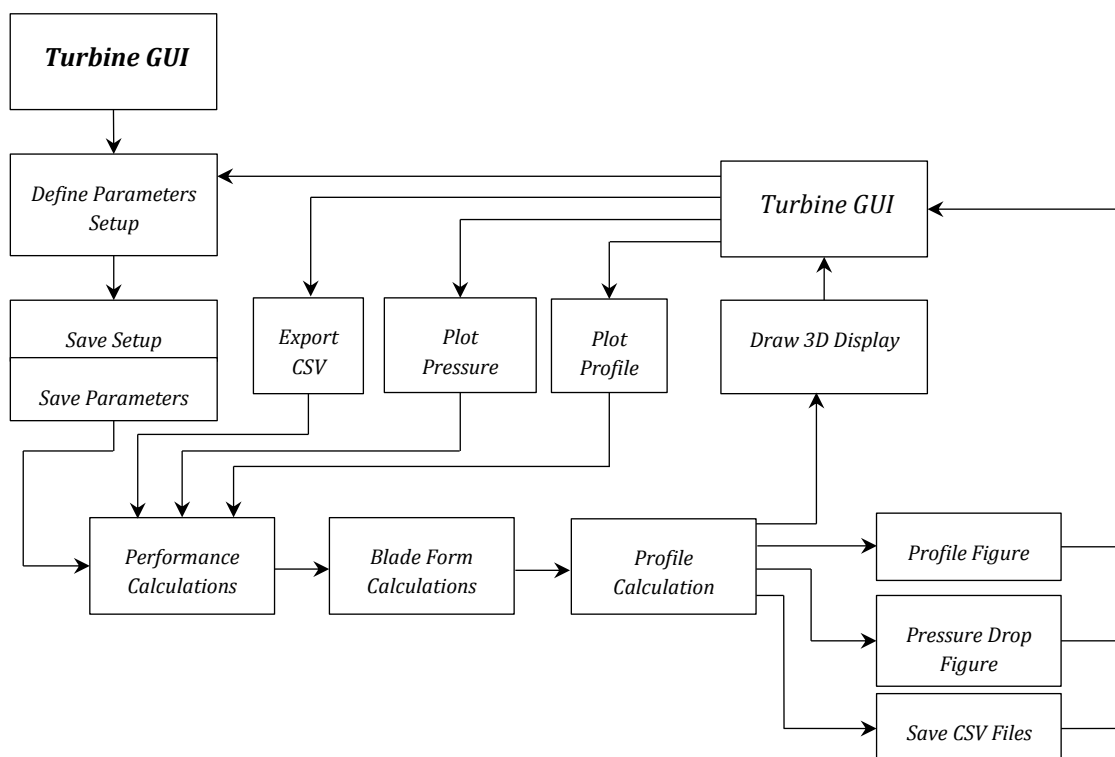 Turbine GUI
Define Parameters
Setup
Turbine GUI
Save Setup
Save Parameters
Export
CSV
Plot
Pressure
Plot
Profile
Draw 3D Display
Performance
Calculations
Blade Form
Calculations
Profile
Calculation
Profile Figure
Pressure Drop
Figure
Save CSV Files